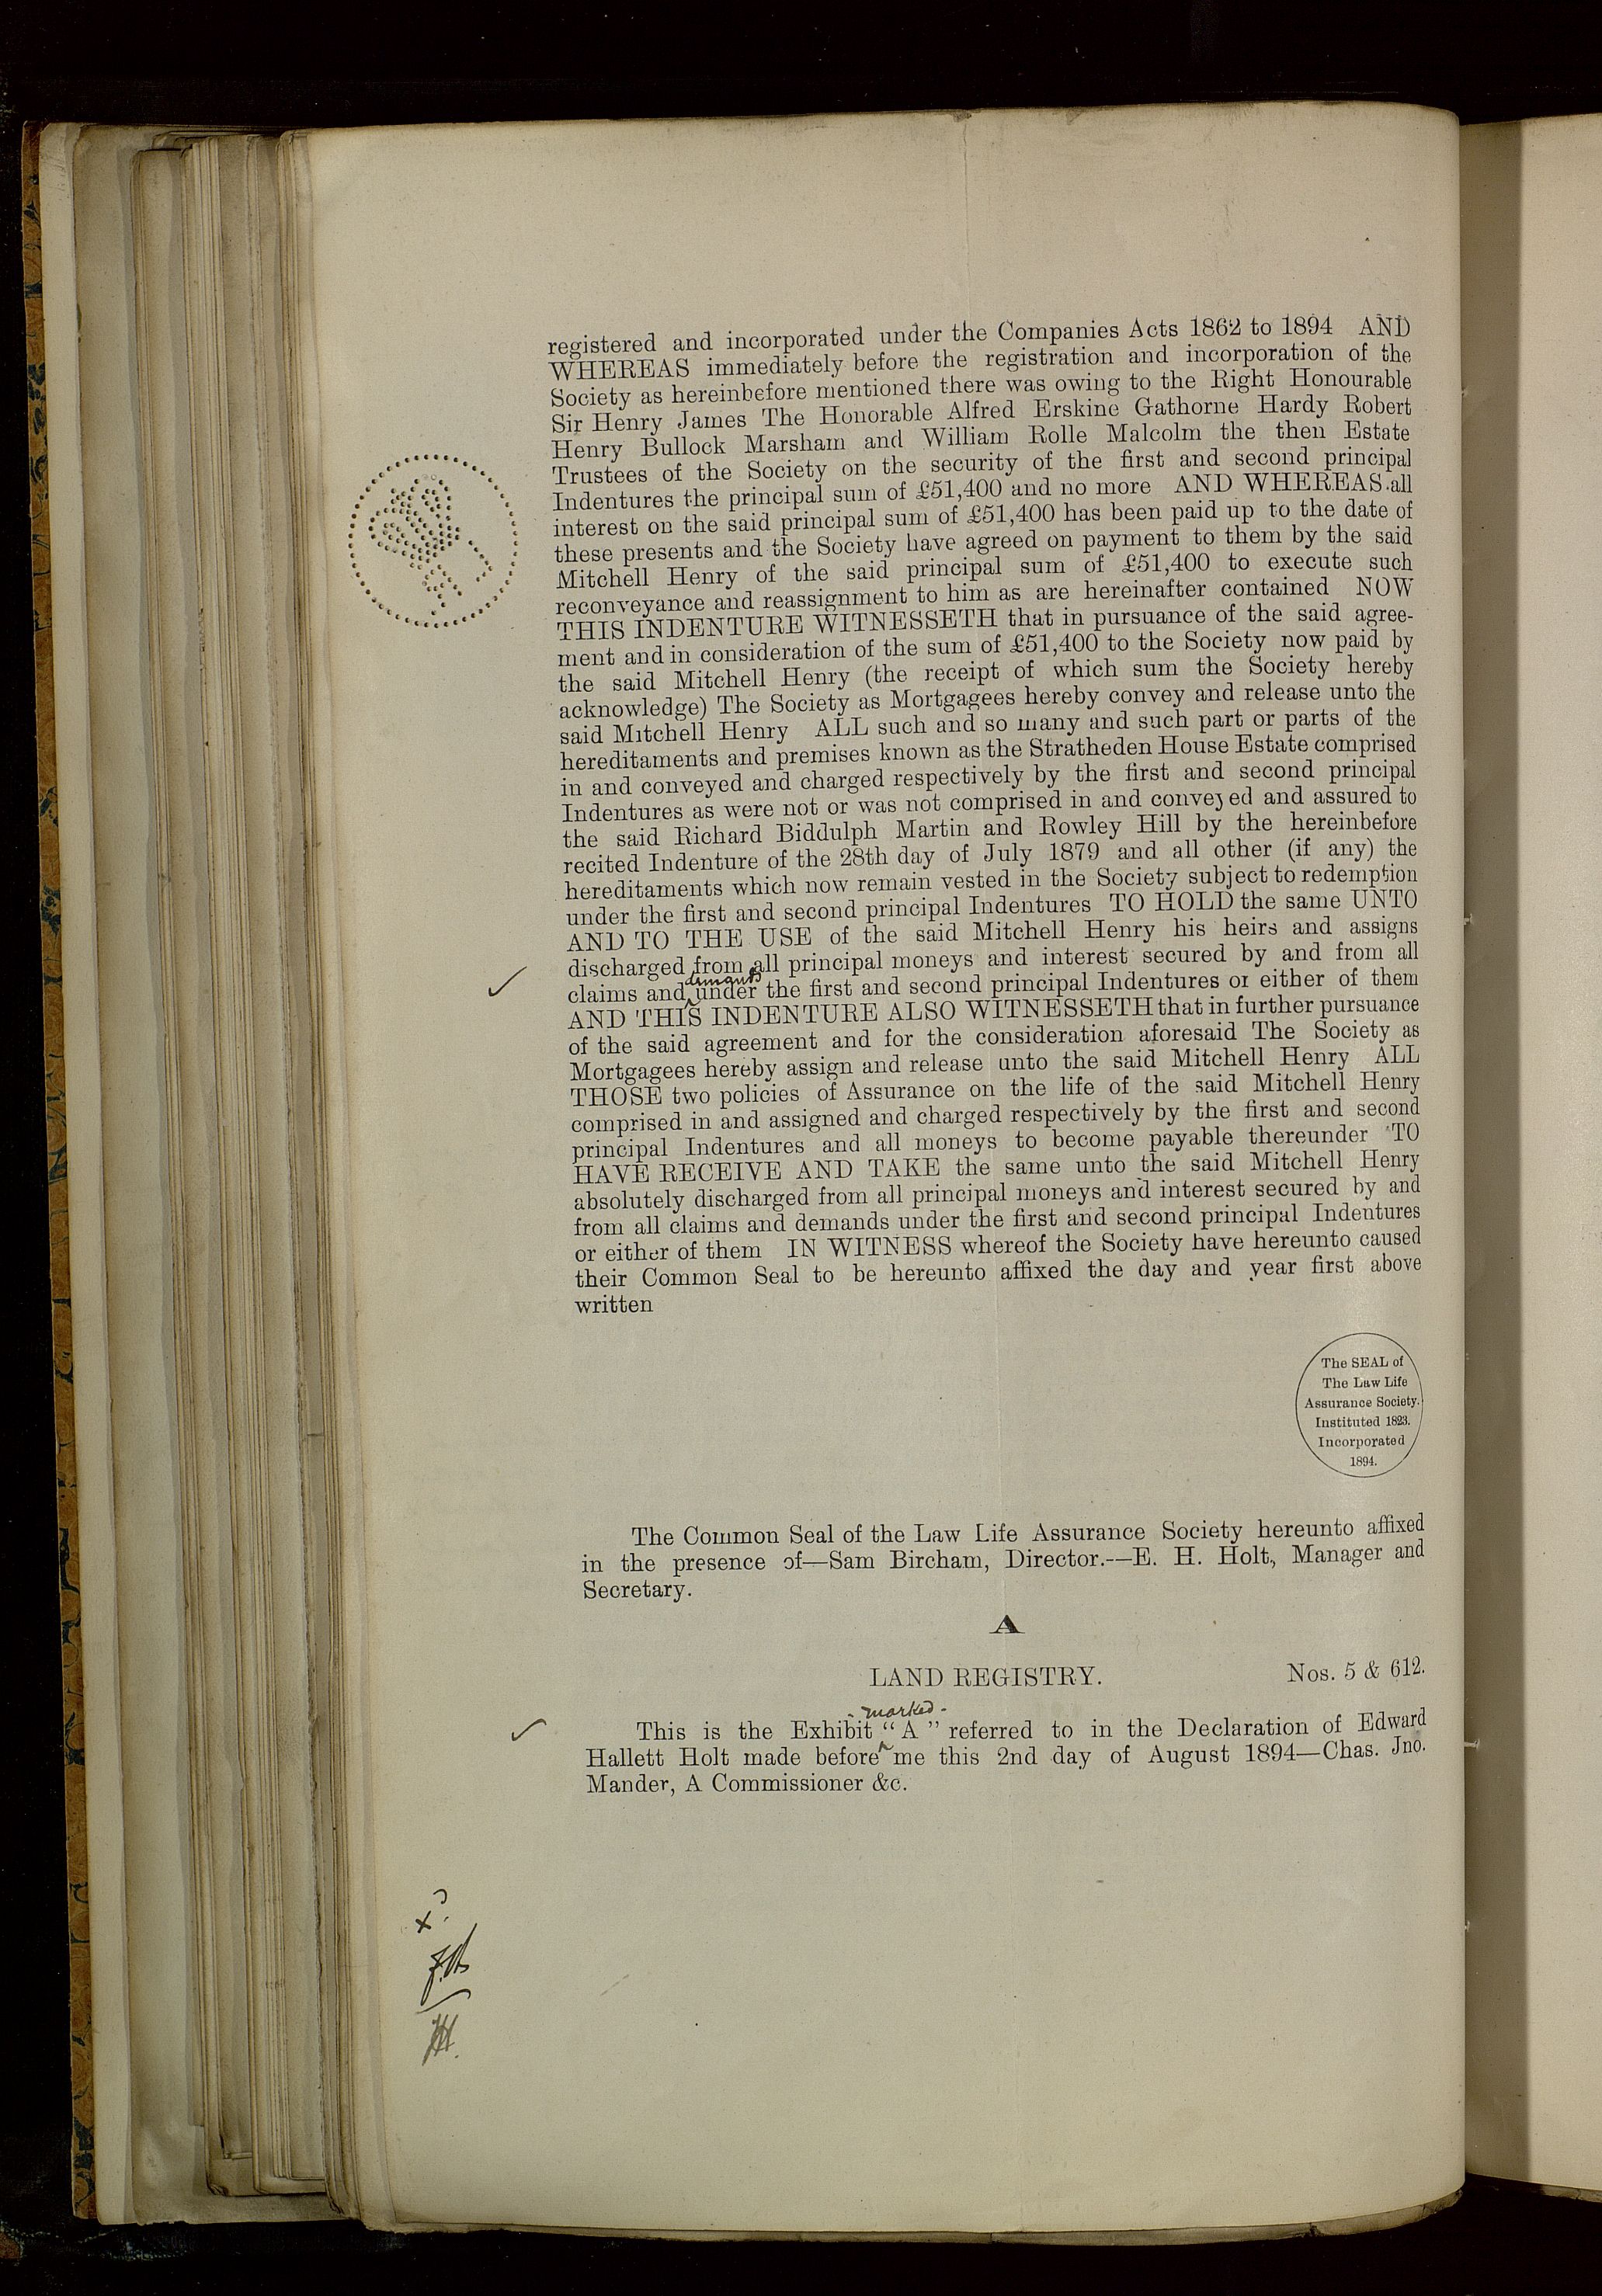 registered and incorporated under the Companies Acts 1862 to 1894 AND
WHEREAS immediately before the registration and incorporation of the
Society as hereinbefore mentioned there was owing to the Right Honourable
Sir Henry James The Honorable Alfred Erskine Gathorne Hardy Robert
Henry Bullock Marsham and William Rolle Malcolm the then Estate
Trustees of the Society on the security of the first and second principal
Indentures the principal sum of £51,400 and no more AND WHEREAS all
interest on the said principal sum of £51,400 has been paid up to the date of
these presents and the Society have agreed on payment to them by the said
Mitchell Henry of the said principal sum of £51,400 to execute such
reconveyance and reassignment to him as are hereinafter contained NOW
THIS INDENTURE WITNESSETH that in pursuance of the said agree-
ment and in consideration of the sum of £51,400 to the Society now paid by
the said Mitchell Henry (the receipt of which sum the Society hereby
acknowledge) The Society as Mortgagees hereby convey and release unto the
said Mitchell Henry ALL such and so many and such part or parts of the
hereditaments and premises known as the Stratheden House Estate comprised
in and conveyed and charged respectively by the first and second principal
Indentures as were not or was not comprised in and conveyed and assured to
the said Richard Biddulph Martin and Rowley Hill by the hereinbefore
recited Indenture of the 28th day of July 1879 and all other (if any) the
hereditaments which now remain vested in the Society subject to redemption
under the first and second principal Indentures TO HOLD the same UNTO
AND TO THE USE of the said Mitchell Henry his heirs and assigns
discharged from all principal moneys and interest secured by and from all
claims and demands under the first and second principal Indentures or either of them
AND THIS INDENTURE ALSO WITNESSETH that in further pursuance
of the said agreement and for the consideration aforesaid The Society as
Mortgagees hereby assign and release unto the said Mitchell Henry ALL
THOSE two policies of Assurance on the life of the said Mitchell Henry
comprised in and assigned and charged respectively by the first and second
principal Indentures and all moneys to become payable thereunder TO
HAVE RECEIVE AND TAKE the same unto the said Mitchell Henry
absolutely discharged from all principal moneys and interest secured by and
from all claims and demands under the first and second principal Indentures
or either of them IN WITNESS whereof the Society have hereunto caused
their Common Seal to be hereunto affixed the day and year first above
written
The SEAL of
The Law Life
Assurance Society.
Instituted 1823.
Incorporated
1894.
The Common Seal of the Law Life Assurance Society hereunto affixed
in the presence of—Sam Bircham, Director.—E. H. Holt, Manager and
Secretary.
A
LAND REGISTRY. Nos. 5 & 612.
marked
This is the Exhibit "A" referred to in the Declaration of Edward
Hallett Holt made before me this 2nd day of August 1894—Chas. Jno.
Mander, A Commissioner &c.